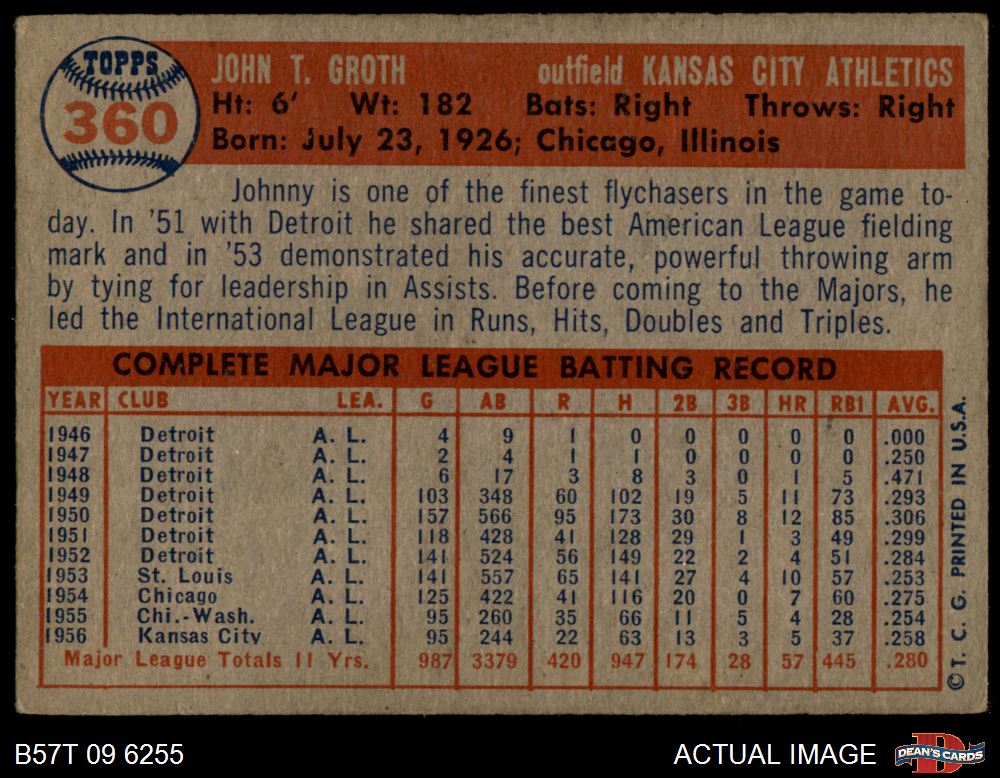 TOPPS
360
JOHN T. GROTH outfield KANSAS CITY ATHLETICS
Ht: 6' Wt: 182 Bats: Right Throws: Right
Born: July 23, 1926; Chicago, Illinois
Johnny is one of the finest flychasers in the game to-
day. In '51 with Detroit he shared the best American League fielding
mark and in '53 demonstrated his accurate, powerful throwing arm
by tying for leadership in Assists. Before coming to the Majors, he
led the International League in Runs, Hits, Doubles and Triples.
COMPLETE MAJOR LEAGUE BATTING RECORD
YEAR CLUB LEA. G AB R H 2B 3B HR RBI AVG.
1946 Detroit A. L. 4 9 1 0 0 0 0 0 .000
1947 Detroit A. L. 2 4 1 1 0 0 0 0 .250
1948 Detroit A. L. 6 17 3 8 3 0 1 5 .471
1949 Detroit A. L. 103 348 60 102 19 5 11 73 .293
1950 Detroit A. L. 157 566 95 173 30 8 12 85 .306
1951 Detroit A. L. 118 428 41 128 29 1 3 49 .299
1952 Detroit A. L. 141 524 56 149 22 2 4 51 .284
1953 St. Louis A. L. 141 557 65 141 27 4 10 57 .253
1954 Chicago A. L. 125 422 41 116 20 0 7 60 .275
1955 Chi.-Wash. A. L. 95 260 35 66 11 5 4 28 .254
1956 Kansas City A. L. 95 244 22 63 13 3 5 37 .258
Major League Totals 11 Yrs. 987 3379 420 947 174 28 57 445 .280
©T. C. G. PRINTED IN U.S.A.
B57T 09 6255 ACTUAL IMAGE
DEAN'S CARDS